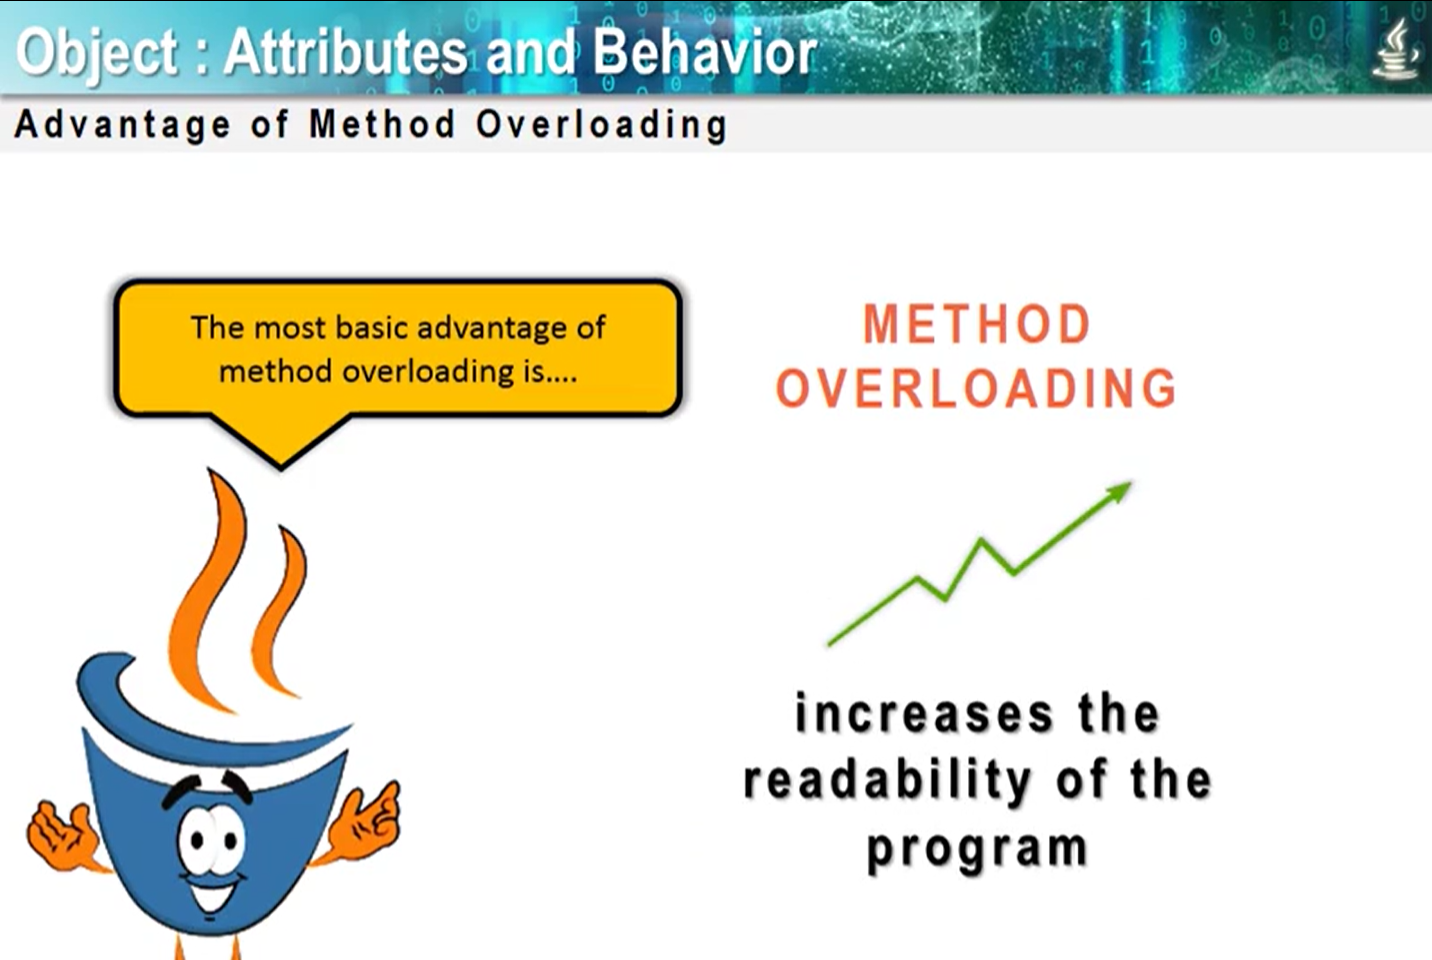 Object : Attributes and Behavior
Advantage of Method Overloading
The most basic advantage of
method overloading is....
METHOD
OVERLOADING
increases the
readability of the
program